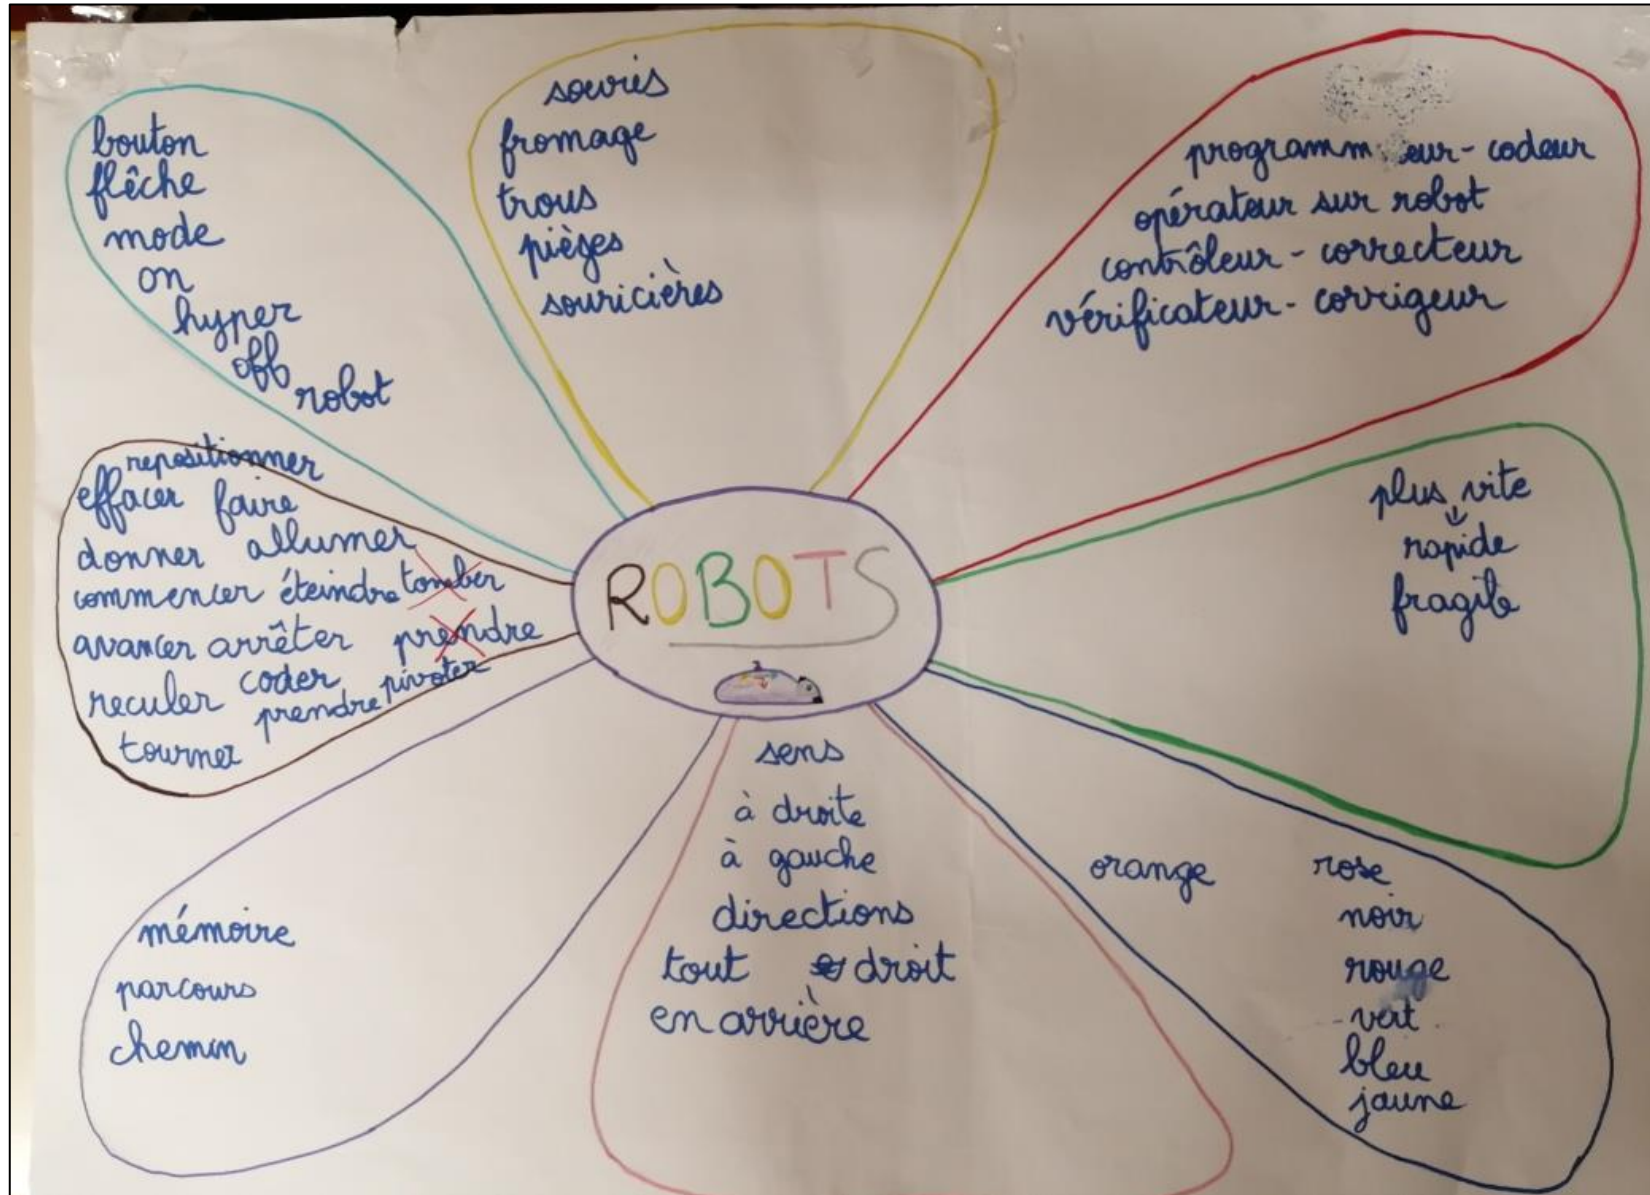 bouton
flêche
mode
on
hyper
off
robot
souris
fromage
trous
pièges
souricières
programmeur - codeur
opérateur sur robot
contrôleur - correcteur
vérificateur - corrigeur
repositionner
effacer faire
donner allumer
commencer éteindre tomber
avancer arrêter prendre
reculer coder pivoter
prendre
tourner
ROBOTS
plus vite
rapide
fragile
mémoire
parcours
chemin
sens
à droite
à gauche
directions
tout droit
en arrière
orange rose
noir
rouge
vert
bleu
jaune